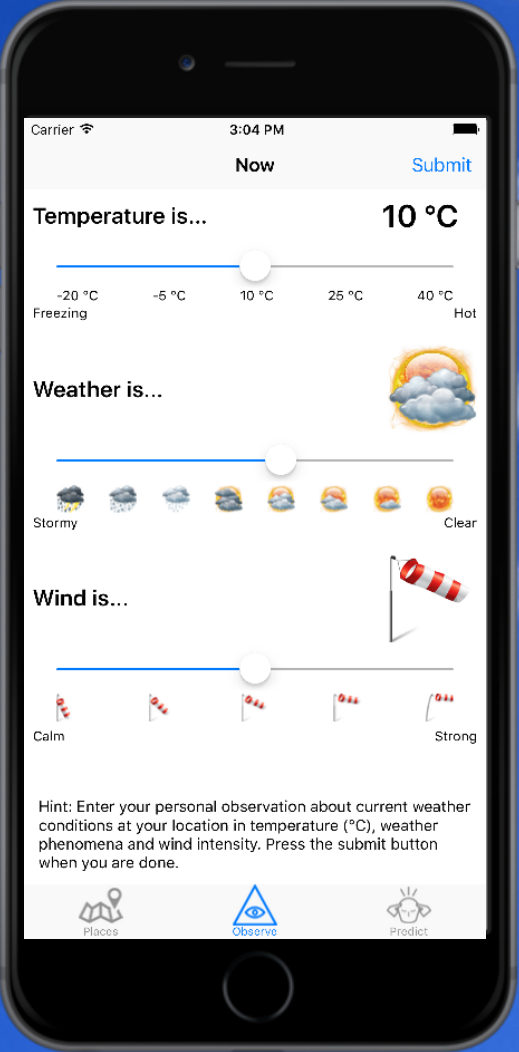 Carrier 3:04 PM
Now Submit
Temperature is... 10 °C
-20 °C -5 °C 10 °C 25 °C 40 °C
Freezing Hot
Weather is...
Stormy Clear
Wind is...
Calm Strong
Hint: Enter your personal observation about current weather
conditions at your location in temperature (°C), weather
phenomena and wind intensity. Press the submit button
when you are done.
Places Observe Predict